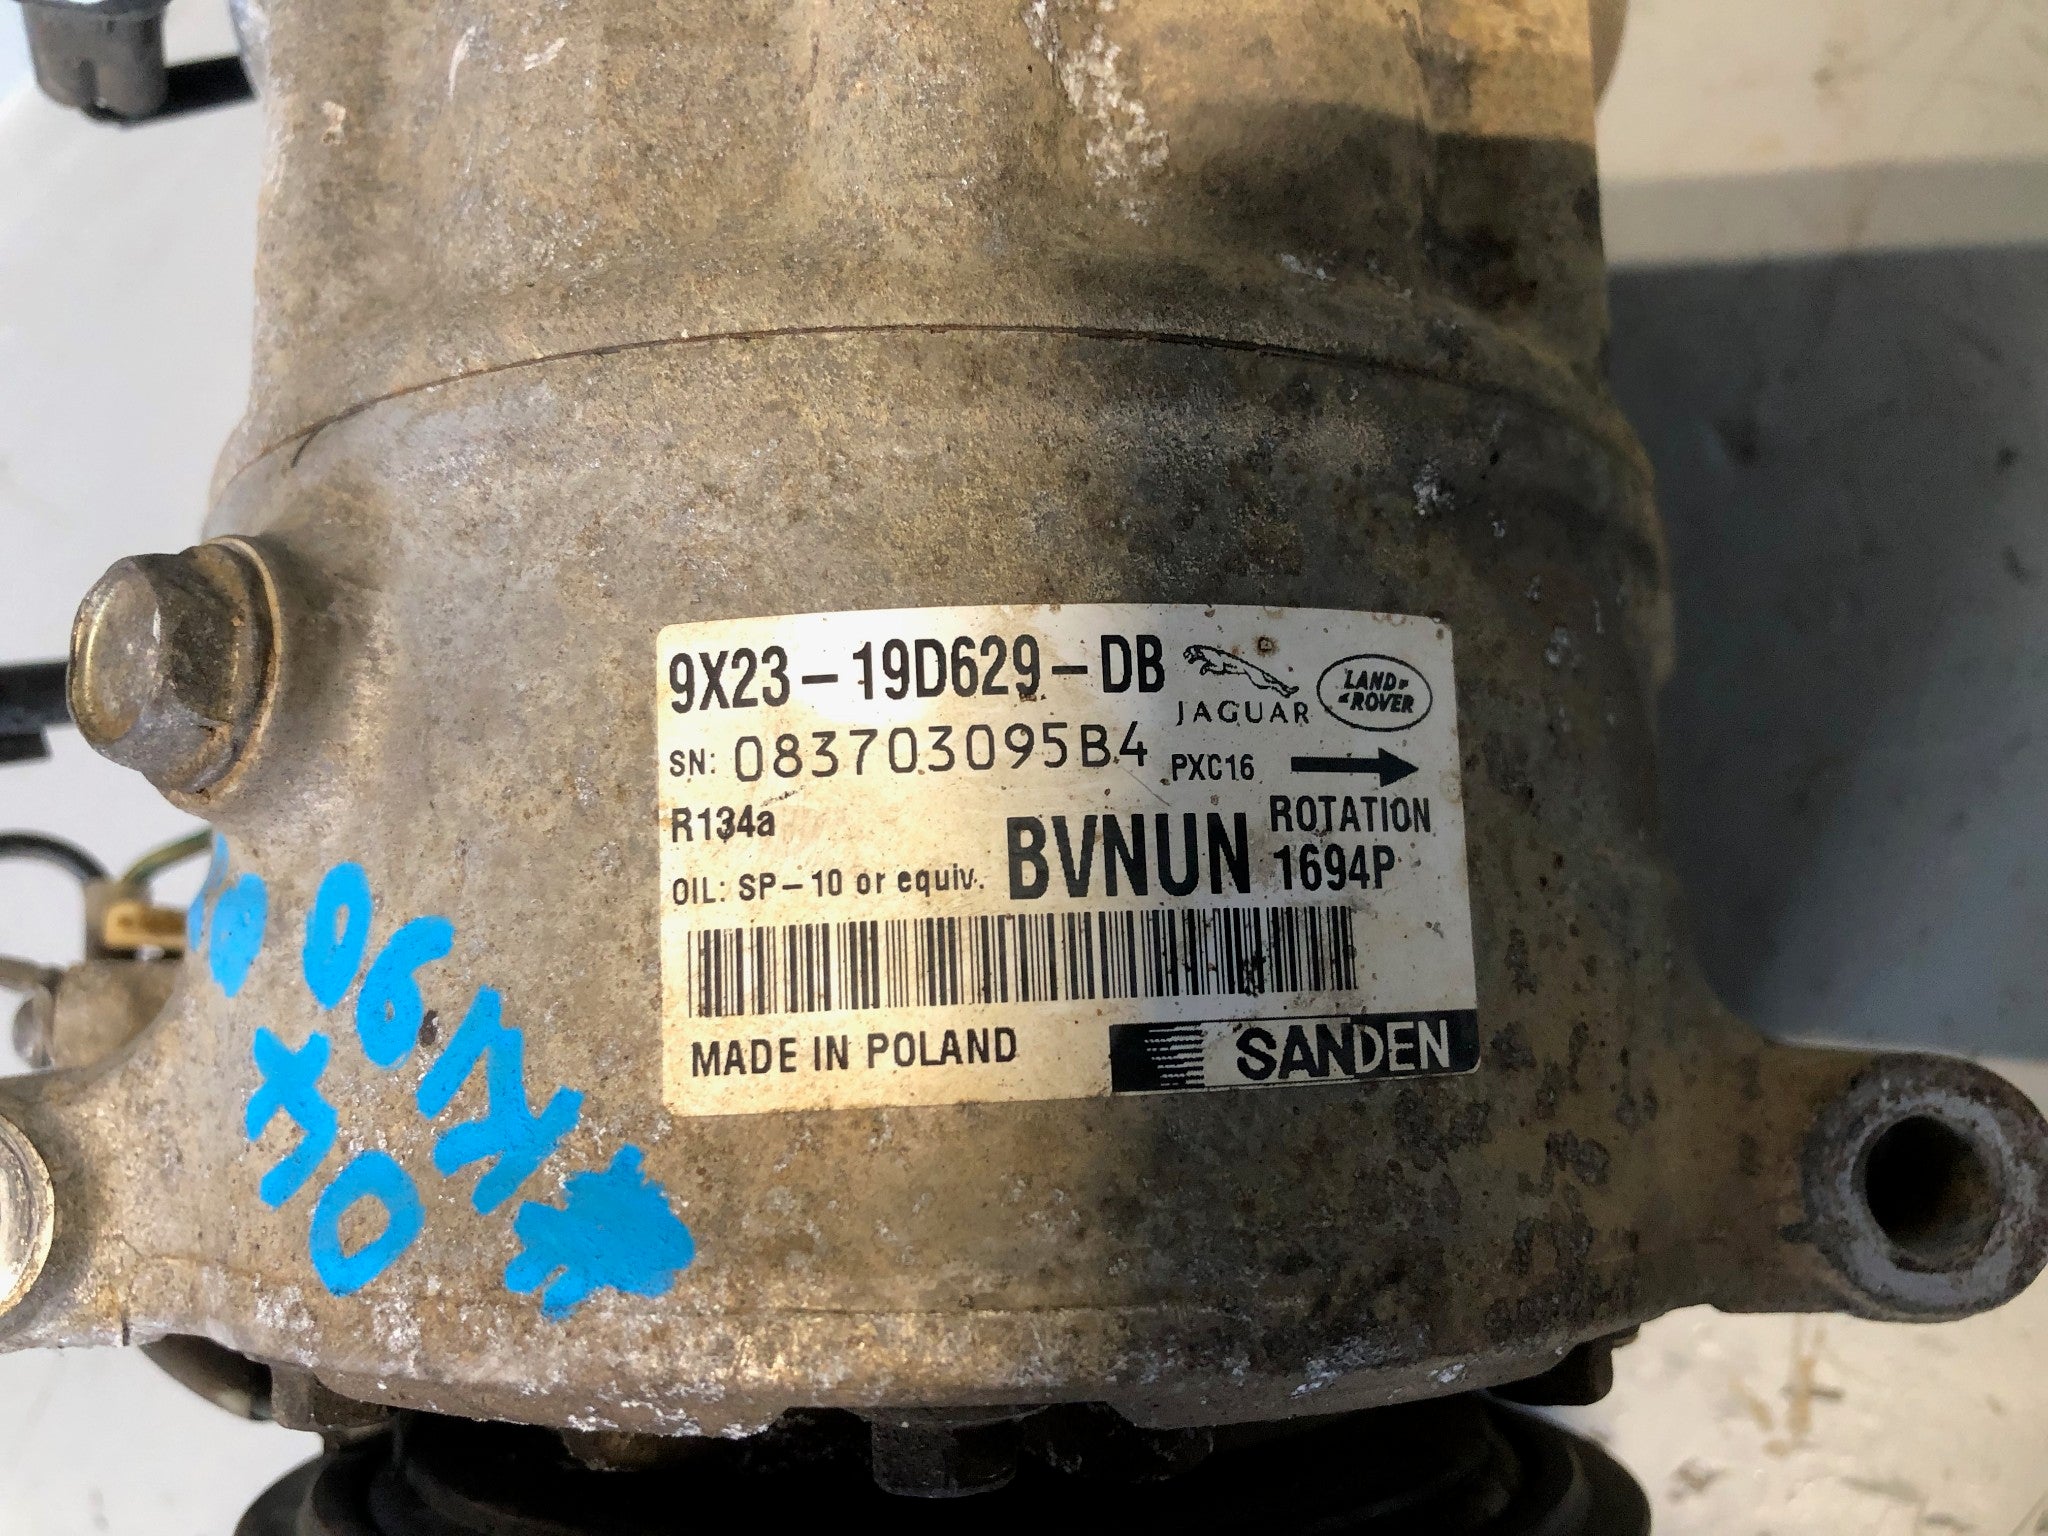 9X23-19D629-DB
JAGUAR
LAND ROVER
SN: 083703095B4
PXC16
R134a
ROTATION
OIL: SP-10 or equiv.
BVNUN
1694P
MADE IN POLAND
SANDEN